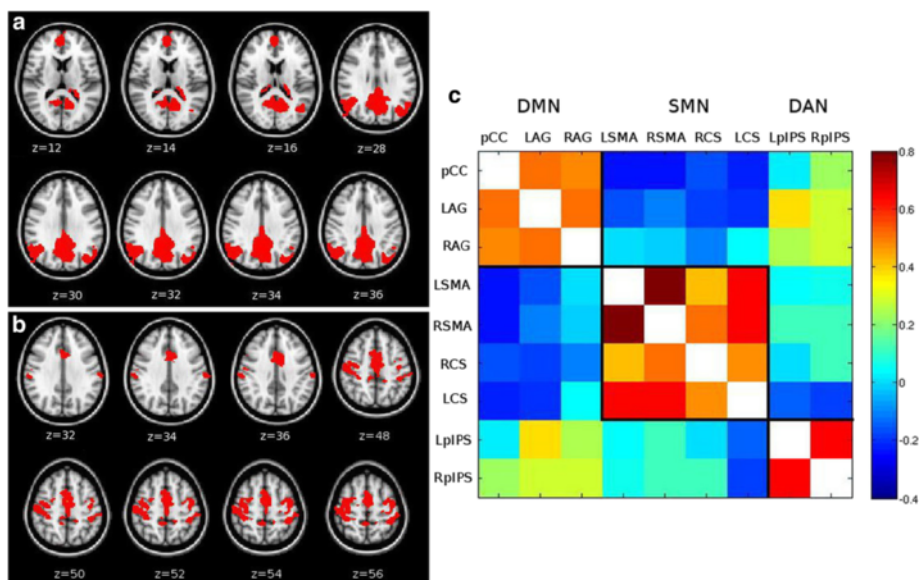 a
z=12 z=14 z=16 z=28
z=30 z=32 z=34 z=36
b
z=32 z=34 z=36 z=48
z=50 z=52 z=54 z=56
c
DMN SMN DAN
pCC LAG RAG LSMA RSMA RCS LCS LpIPS RpIPS
pCC
LAG
RAG
LSMA
RSMA
RCS
LCS
LpIPS
RpIPS
0.8
0.6
0.4
0.2
0
-0.2
-0.4